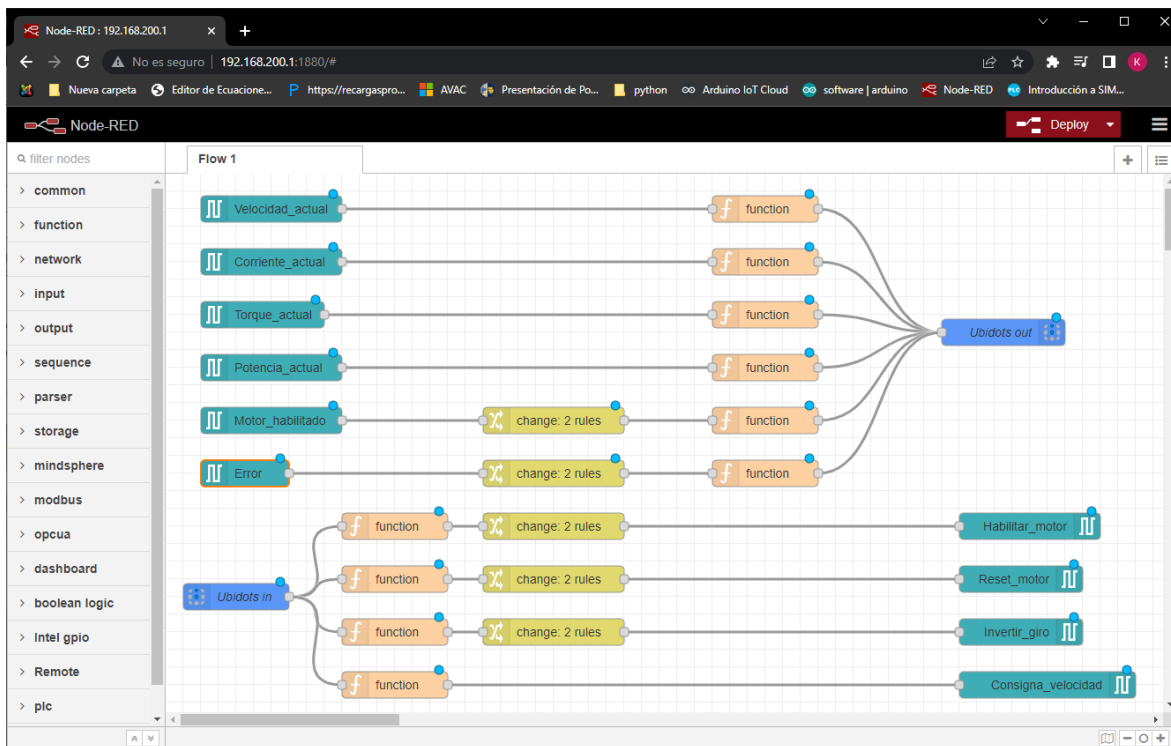 Node-RED : 192.168.200.1
No es seguro | 192.168.200.1:1880/#
K
Nueva carpeta Editor de Ecuacione... https://recargaspro... AVAC Presentación de Po... python Arduino IoT Cloud software | arduino Node-RED Introducción a SIM...
Node-RED Deploy
filter nodes
Flow 1
common
function
network
input
output
sequence
parser
storage
mindsphere
modbus
opcua
dashboard
boolean logic
Intel gpio
Remote
plc
Velocidad_actual function
Corriente_actual function
Torque_actual function
Ubidots out
Potencia_actual function
Motor_habilitado change: 2 rules function
Error change: 2 rules function
function change: 2 rules Habilitar_motor
function change: 2 rules Reset_motor
Ubidots in
function change: 2 rules Invertir_giro
function Consigna_velocidad